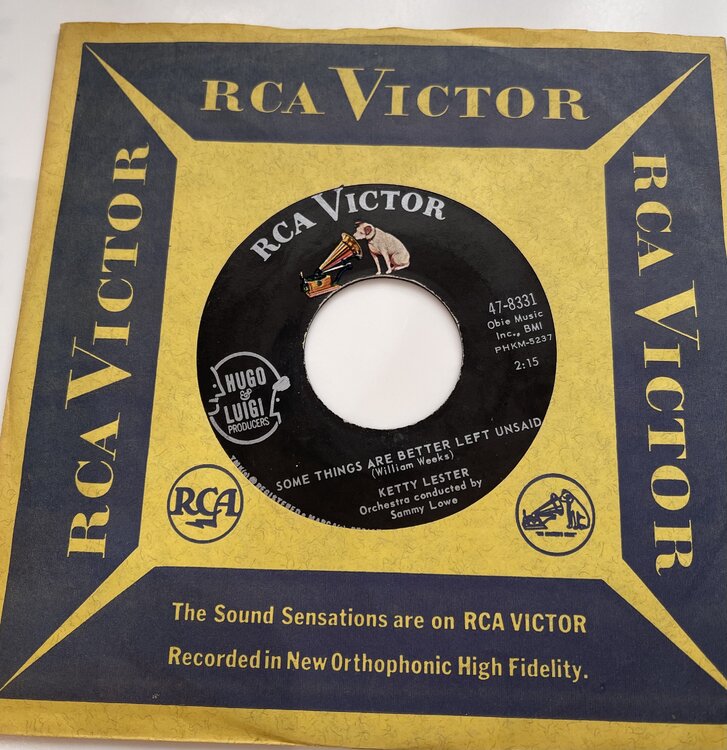 RCA VICTOR
RCA VICTOR
RCA VICTOR
RCA VICTOR
47-8331
Obie Music
Inc., BMI
PHKM-5237
2:15
HUGO
&
LUIGI
PRODUCERS
SOME THINGS ARE BETTER LEFT UNSAID
(William Weeks)
KETTY LESTER
Orchestra conducted by
Sammy Lowe
RCA
The Sound Sensations are on RCA VICTOR
Recorded in New Orthophonic High Fidelity.